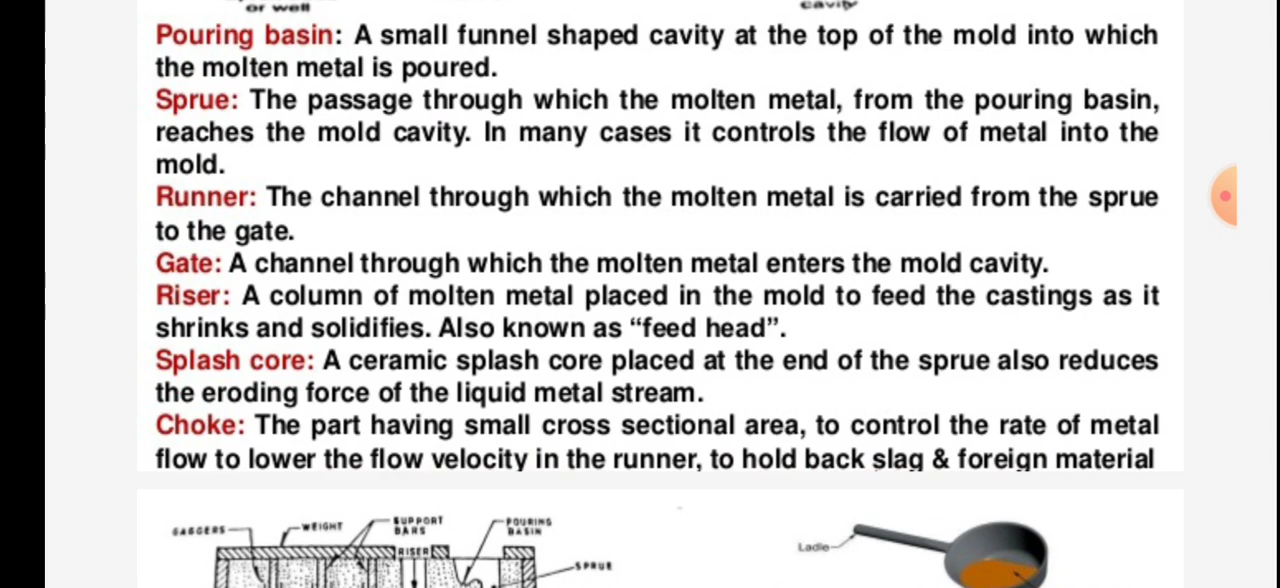 or well
cavity
Pouring basin: A small funnel shaped cavity at the top of the mold into which
the molten metal is poured.
Sprue: The passage through which the molten metal, from the pouring basin,
reaches the mold cavity. In many cases it controls the flow of metal into the
mold.
Runner: The channel through which the molten metal is carried from the sprue
to the gate.
Gate: A channel through which the molten metal enters the mold cavity.
Riser: A column of molten metal placed in the mold to feed the castings as it
shrinks and solidifies. Also known as “feed head”.
Splash core: A ceramic splash core placed at the end of the sprue also reduces
the eroding force of the liquid metal stream.
Choke: The part having small cross sectional area, to control the rate of metal
flow to lower the flow velocity in the runner, to hold back slag & foreign material
GAGGERS
WEIGHT
SUPPORT
BARS
POURING
BASIN
RISER
SPRUE
Ladle